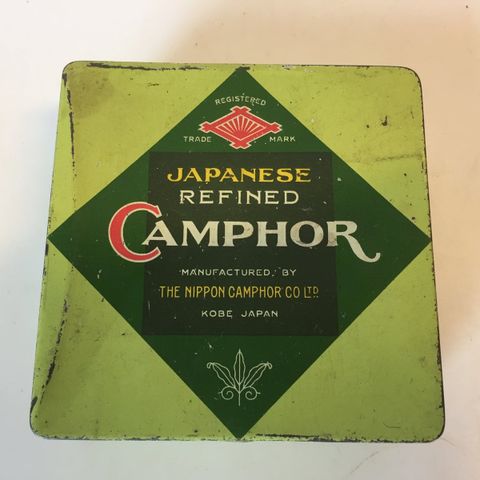 REGISTERED
TRADE MARK
JAPANESE
REFINED
CAMPHOR
MANUFACTURED, BY
THE NIPPON CAMPHOR CO LTD.
KOBE JAPAN